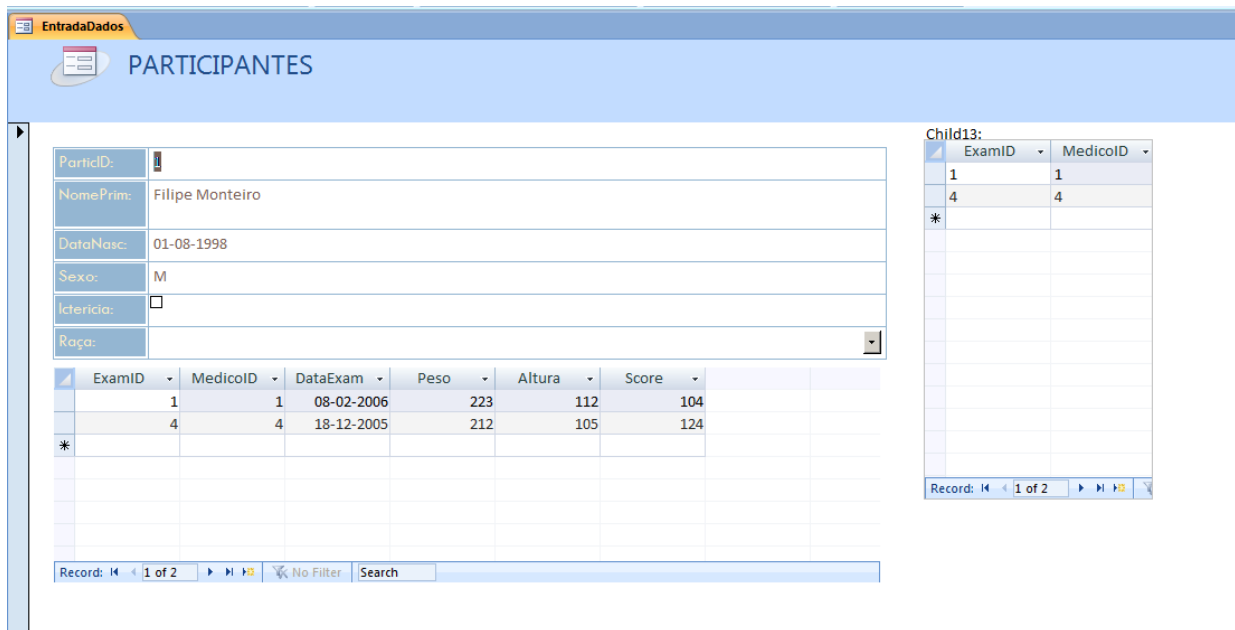 EntradaDados
PARTICIPANTES
ParticID: 1
NomePrim: Filipe Monteiro
DataNasc: 01-08-1998
Sexo: M
Ictericia:
Raça:
ExamID MedicoID DataExam Peso Altura Score
1 1 08-02-2006 223 112 104
4 4 18-12-2005 212 105 124
Record: 1 of 2 No Filter Search
Child13:
ExamID MedicoID
1 1
4 4
Record: 1 of 2